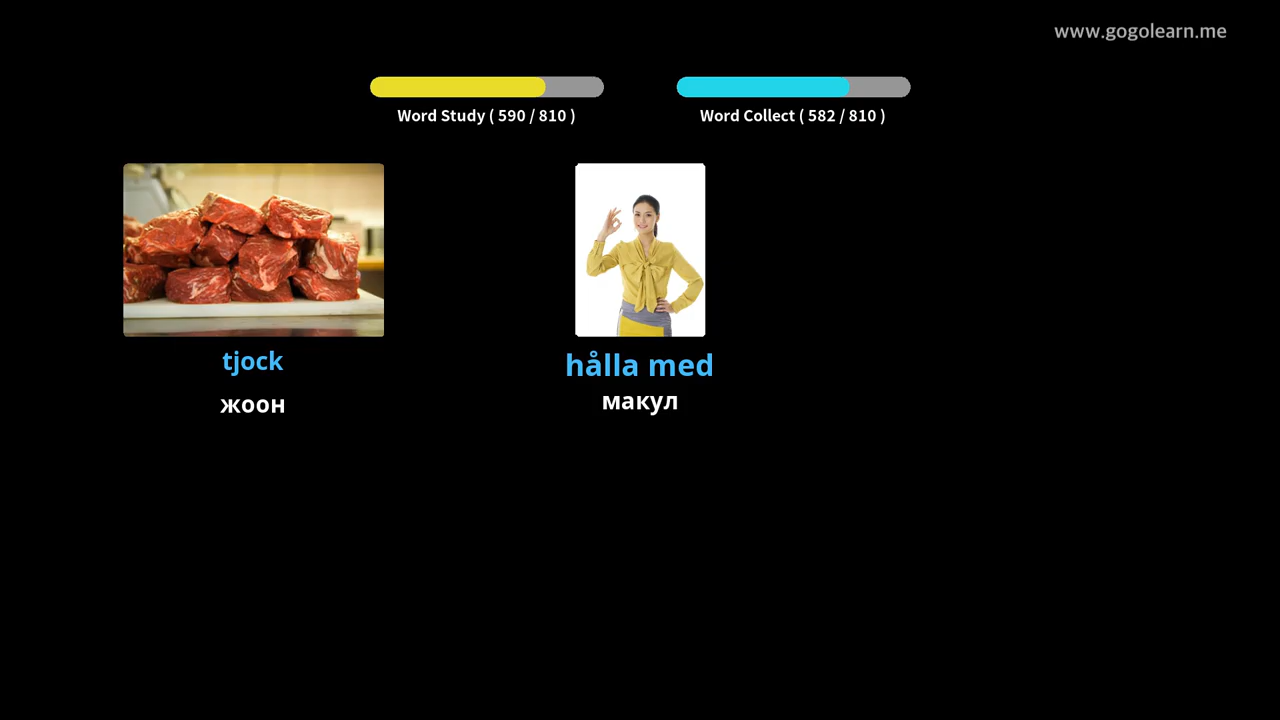 www.gogolearn.me
Word Study ( 590 / 810 )
Word Collect ( 582 / 810 )
tjock
жоон
hålla med
макул